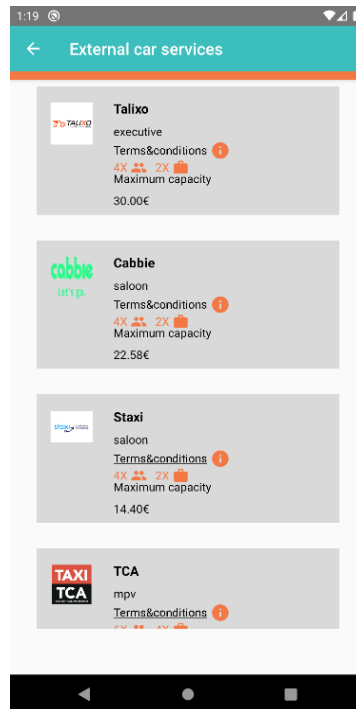 1:19
External car services
TALIXO
Talixo
executive
Terms&conditions
4X 2X
Maximum capacity
30.00€
cabbie
Let's go.
Cabbie
saloon
Terms&conditions
4X 2X
Maximum capacity
22.58€
staxi
Staxi
saloon
Terms&conditions
4X 2X
Maximum capacity
14.40€
TAXI
TCA
TCA
mpv
Terms&conditions